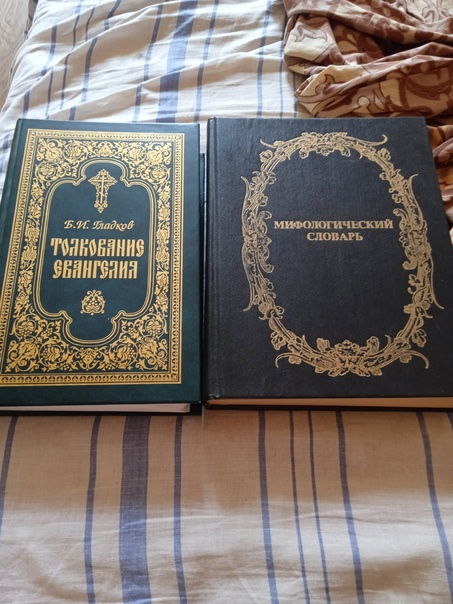 Б.И. Гладков
ТОЛКОВАНИЕ
ЕВАНГЕЛИЯ
МИФОЛОГИЧЕСКИЙ
СЛОВАРЬ